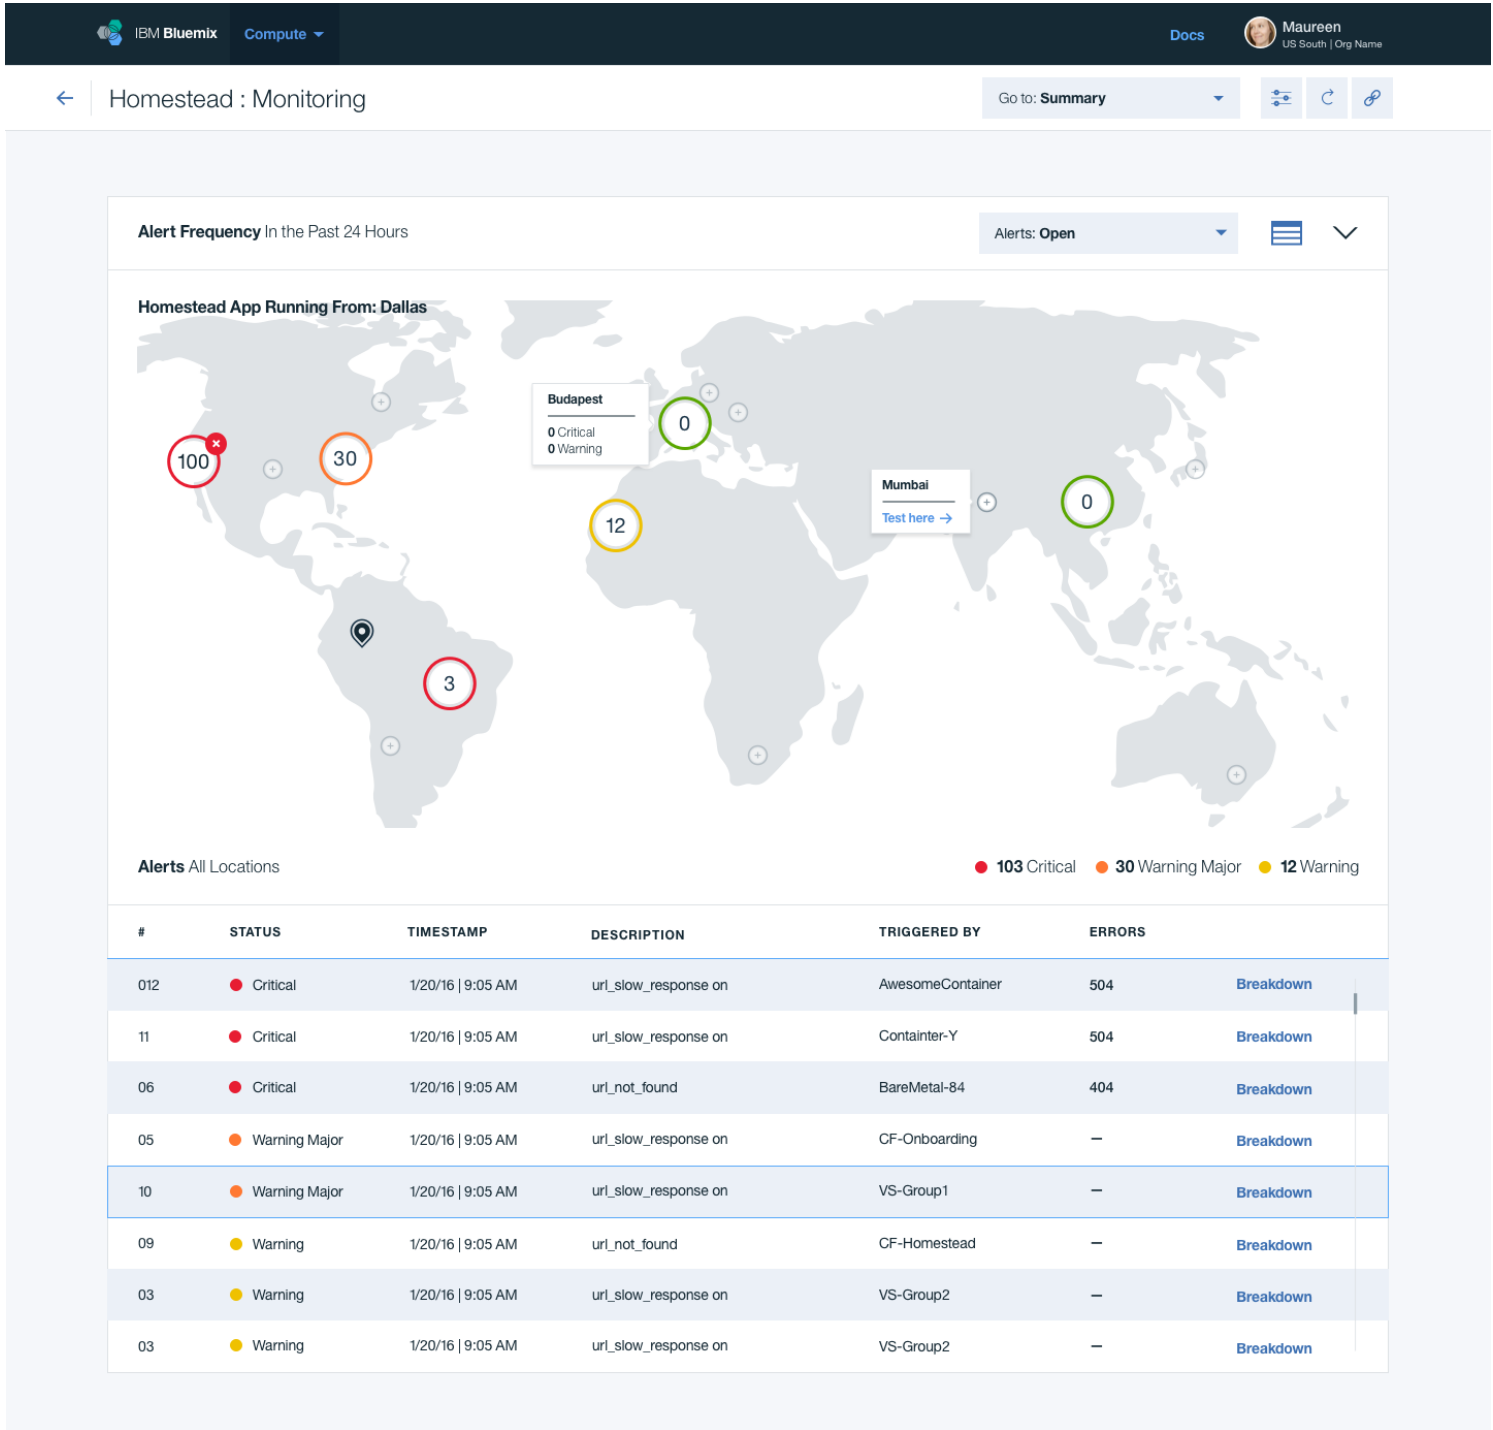 IBM Bluemix Compute Docs Maureen
US South | Org Name
Homestead : Monitoring Go to: Summary
Alert Frequency In the Past 24 Hours Alerts: Open
Homestead App Running From: Dallas
Budapest
0 Critical
0 Warning
0
100
30
Mumbai
Test here →
0
12
3
Alerts All Locations 103 Critical 30 Warning Major 12 Warning
# STATUS TIMESTAMP DESCRIPTION TRIGGERED BY ERRORS
012 Critical 1/20/16 | 9:05 AM url_slow_response on AwesomeContainer 504 Breakdown
11 Critical 1/20/16 | 9:05 AM url_slow_response on Containter-Y 504 Breakdown
06 Critical 1/20/16 | 9:05 AM url_not_found BareMetal-84 404 Breakdown
05 Warning Major 1/20/16 | 9:05 AM url_slow_response on CF-Onboarding – Breakdown
10 Warning Major 1/20/16 | 9:05 AM url_slow_response on VS-Group1 – Breakdown
09 Warning 1/20/16 | 9:05 AM url_not_found CF-Homestead – Breakdown
03 Warning 1/20/16 | 9:05 AM url_slow_response on VS-Group2 – Breakdown
03 Warning 1/20/16 | 9:05 AM url_slow_response on VS-Group2 – Breakdown